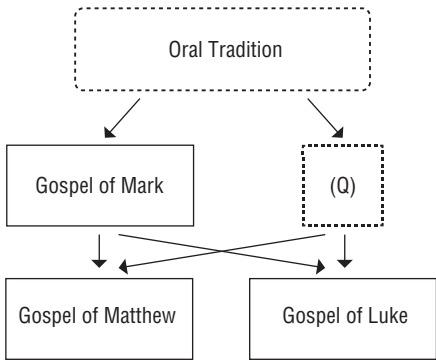 Oral Tradition
Gospel of Mark
(Q)
Gospel of Matthew
Gospel of Luke